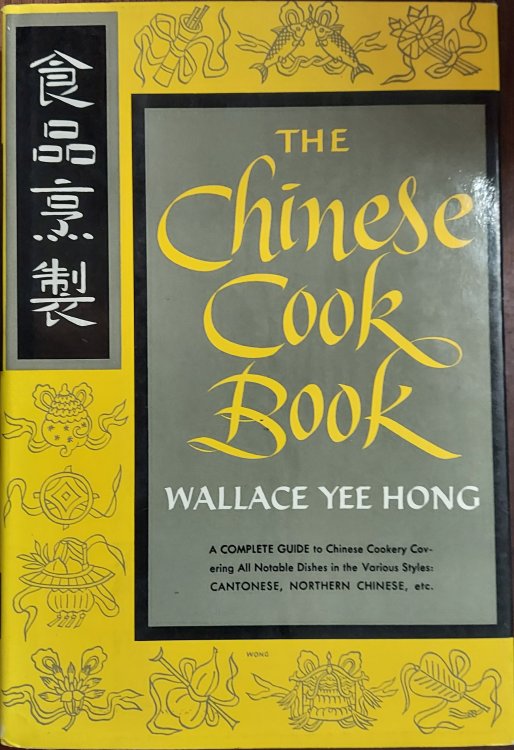 食品烹製
THE
Chinese
Cook
Book
WALLACE YEE HONG
A COMPLETE GUIDE to Chinese Cookery Cov-
ering All Notable Dishes in the Various Styles:
CANTONESE, NORTHERN CHINESE, etc.
WONG